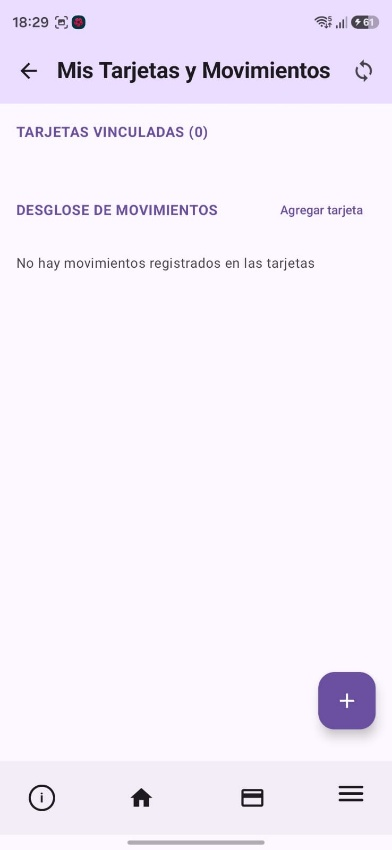 18:29
61
Mis Tarjetas y Movimientos
TARJETAS VINCULADAS (0)
DESGLOSE DE MOVIMIENTOS
Agregar tarjeta
No hay movimientos registrados en las tarjetas
+
i